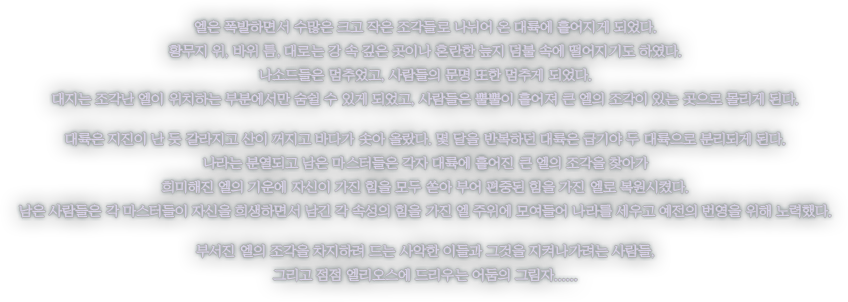 엘은 폭발하면서 수많은 크고 작은 조각들로 나뉘어 온 대륙에 흩어지게 되었다.
황무지 위, 바위 틈, 때로는 강 속 깊은 곳이나 혼란한 늪지 덤불 속에 떨어지기도 하였다.
나소드들은 멈추었고, 사람들의 문명 또한 멈추게 되었다.
대지는 조각난 엘이 위치하는 부분에서만 숨쉴 수 있게 되었고, 사람들은 뿔뿔이 흩어져 큰 엘의 조각이 있는 곳으로 몰리게 된다.
대륙은 지진이 난 듯 갈라지고 산이 꺼지고 바다가 솟아 올랐다. 몇 달을 반복하던 대륙은 급기야 두 대륙으로 분리되게 된다.
나라는 분열되고 남은 마스터들은 각자 대륙에 흩어진 큰 엘의 조각을 찾아가
희미해진 엘의 기운에 자신이 가진 힘을 모두 쏟아 부어 편중된 힘을 가진 엘로 복원시켰다.
남은 사람들은 각 마스터들이 자신을 희생하면서 남긴 각 속성의 힘을 가진 엘 주위에 모여들어 나라를 세우고 예전의 번영을 위해 노력했다.
부서진 엘의 조각을 차지하려 드는 사악한 이들과 그것을 지켜나가려는 사람들,
그리고 점점 엘리오스에 드리우는 어둠의 그림자......